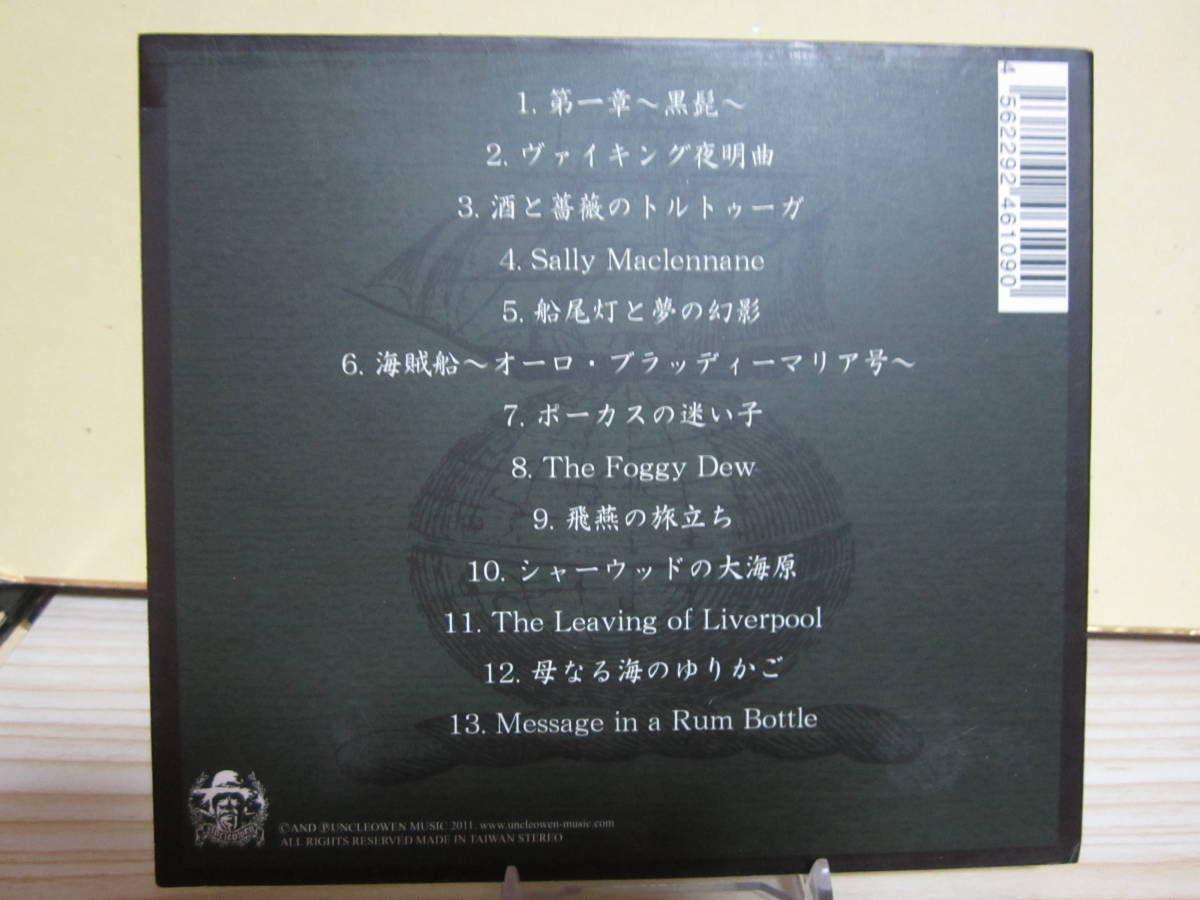 1. 第一章～黒髭～
2. ヴァイキング夜明曲
3. 酒と薔薇のトルトゥーガ
4. Sally Maclennane
5. 船尾灯と夢の幻影
6. 海賊船～オーロ・ブラッディーマリア号～
7. ポーカスの迷い子
8. The Foggy Dew
9. 飛燕の旅立ち
10. シャーウッドの大海原
11. The Leaving of Liverpool
12. 母なる海のゆりかご
13. Message in a Rum Bottle
4 562292 461090
uncleowen
©AND ℗UNCLEOWEN MUSIC 2011. www.uncleowen-music.com
ALL RIGHTS RESERVED MADE IN TAIWAN STEREO